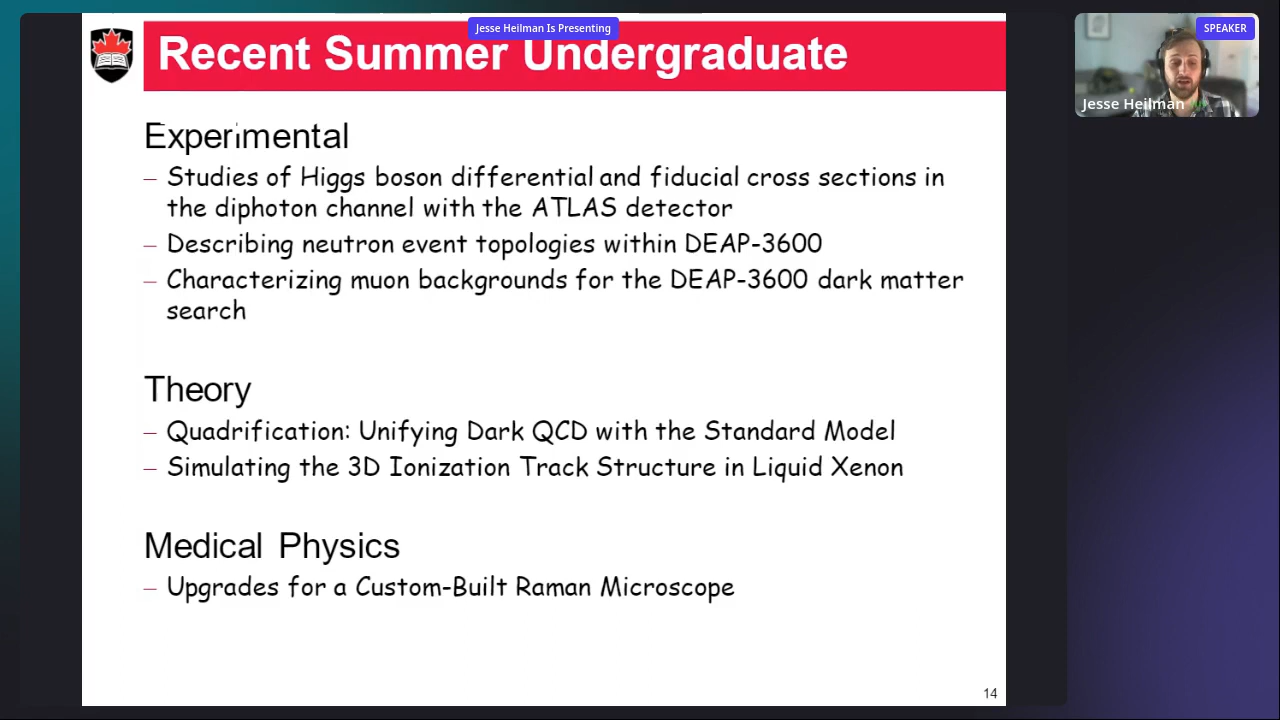 Jesse Heilman Is Presenting
SPEAKER
Recent Summer Undergraduate
Jesse Heilman
Experimental
– Studies of Higgs boson differential and fiducial cross sections in
the diphoton channel with the ATLAS detector
– Describing neutron event topologies within DEAP-3600
– Characterizing muon backgrounds for the DEAP-3600 dark matter
search
Theory
– Quadrification: Unifying Dark QCD with the Standard Model
– Simulating the 3D Ionization Track Structure in Liquid Xenon
Medical Physics
– Upgrades for a Custom-Built Raman Microscope
14